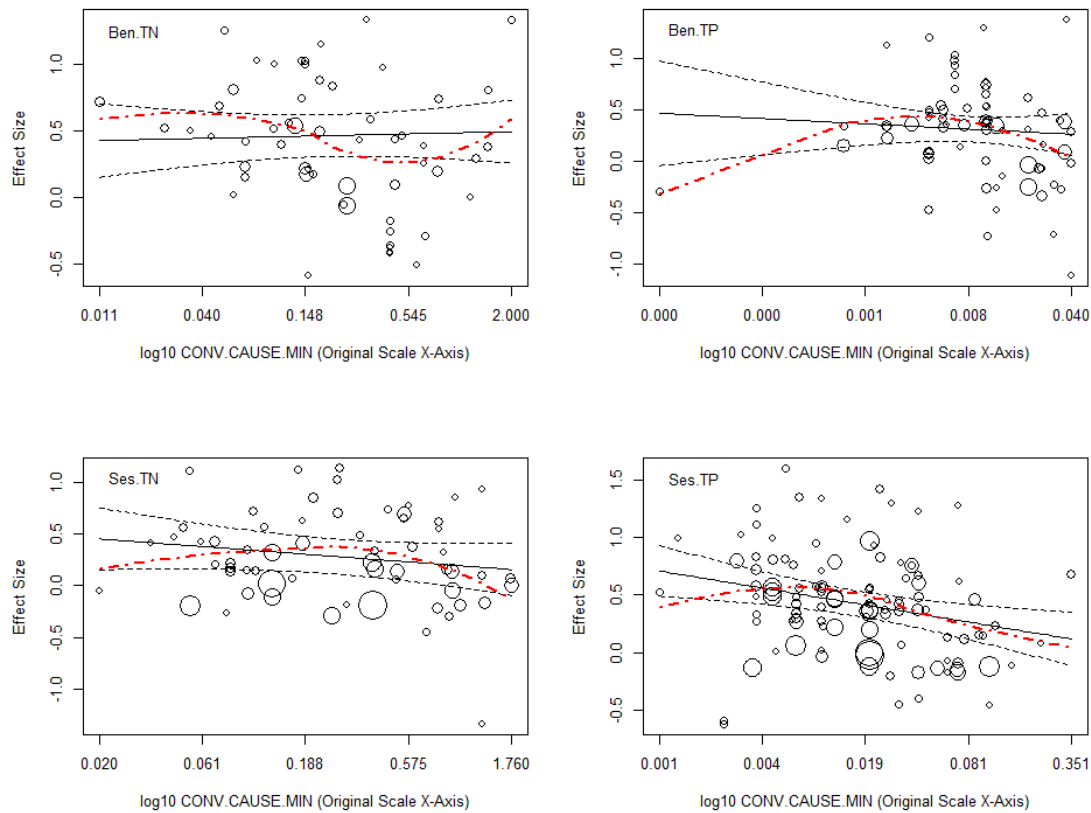 Ben.TN
Effect Size
1.0
0.5
0.0
-0.5
0.011 0.040 0.148 0.545 2.000
log10 CONV.CAUSE.MIN (Original Scale X-Axis)
Ben.TP
Effect Size
1.0
0.5
0.0
-0.5
-1.0
0.000 0.000 0.001 0.008 0.040
log10 CONV.CAUSE.MIN (Original Scale X-Axis)
Ses.TN
Effect Size
1.0
0.5
0.0
-0.5
-1.0
0.020 0.061 0.188 0.575 1.760
log10 CONV.CAUSE.MIN (Original Scale X-Axis)
Ses.TP
Effect Size
1.5
1.0
0.5
0.0
-0.5
0.001 0.004 0.019 0.081 0.351
log10 CONV.CAUSE.MIN (Original Scale X-Axis)